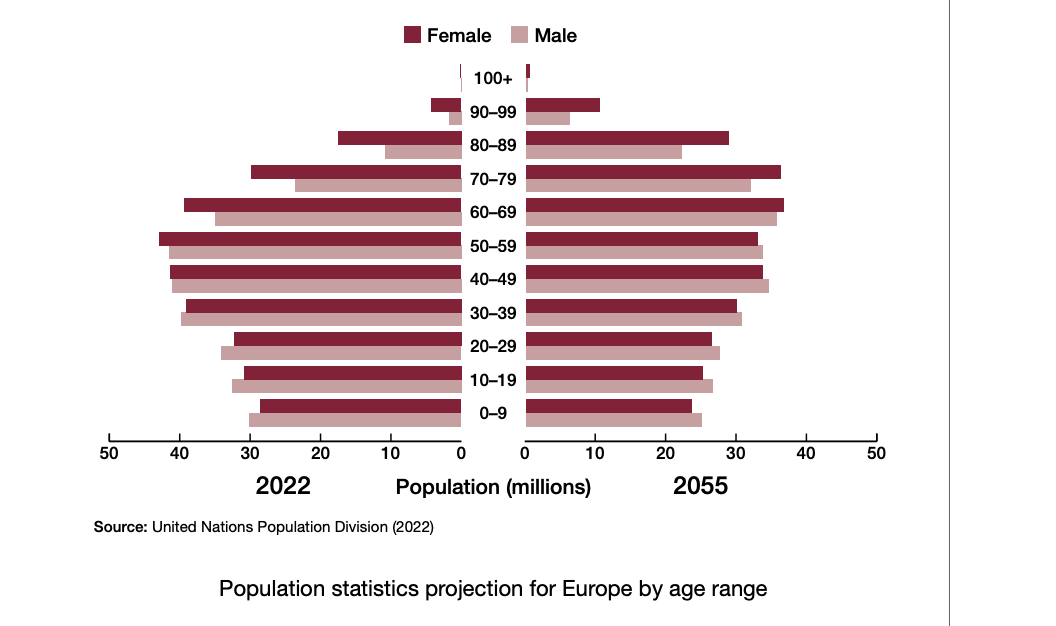 Female Male
100+
90–99
80–89
70–79
60–69
50–59
40–49
30–39
20–29
10–19
0–9
50 40 30 20 10 0 0 10 20 30 40 50
2022 Population (millions) 2055
Source: United Nations Population Division (2022)
Population statistics projection for Europe by age range